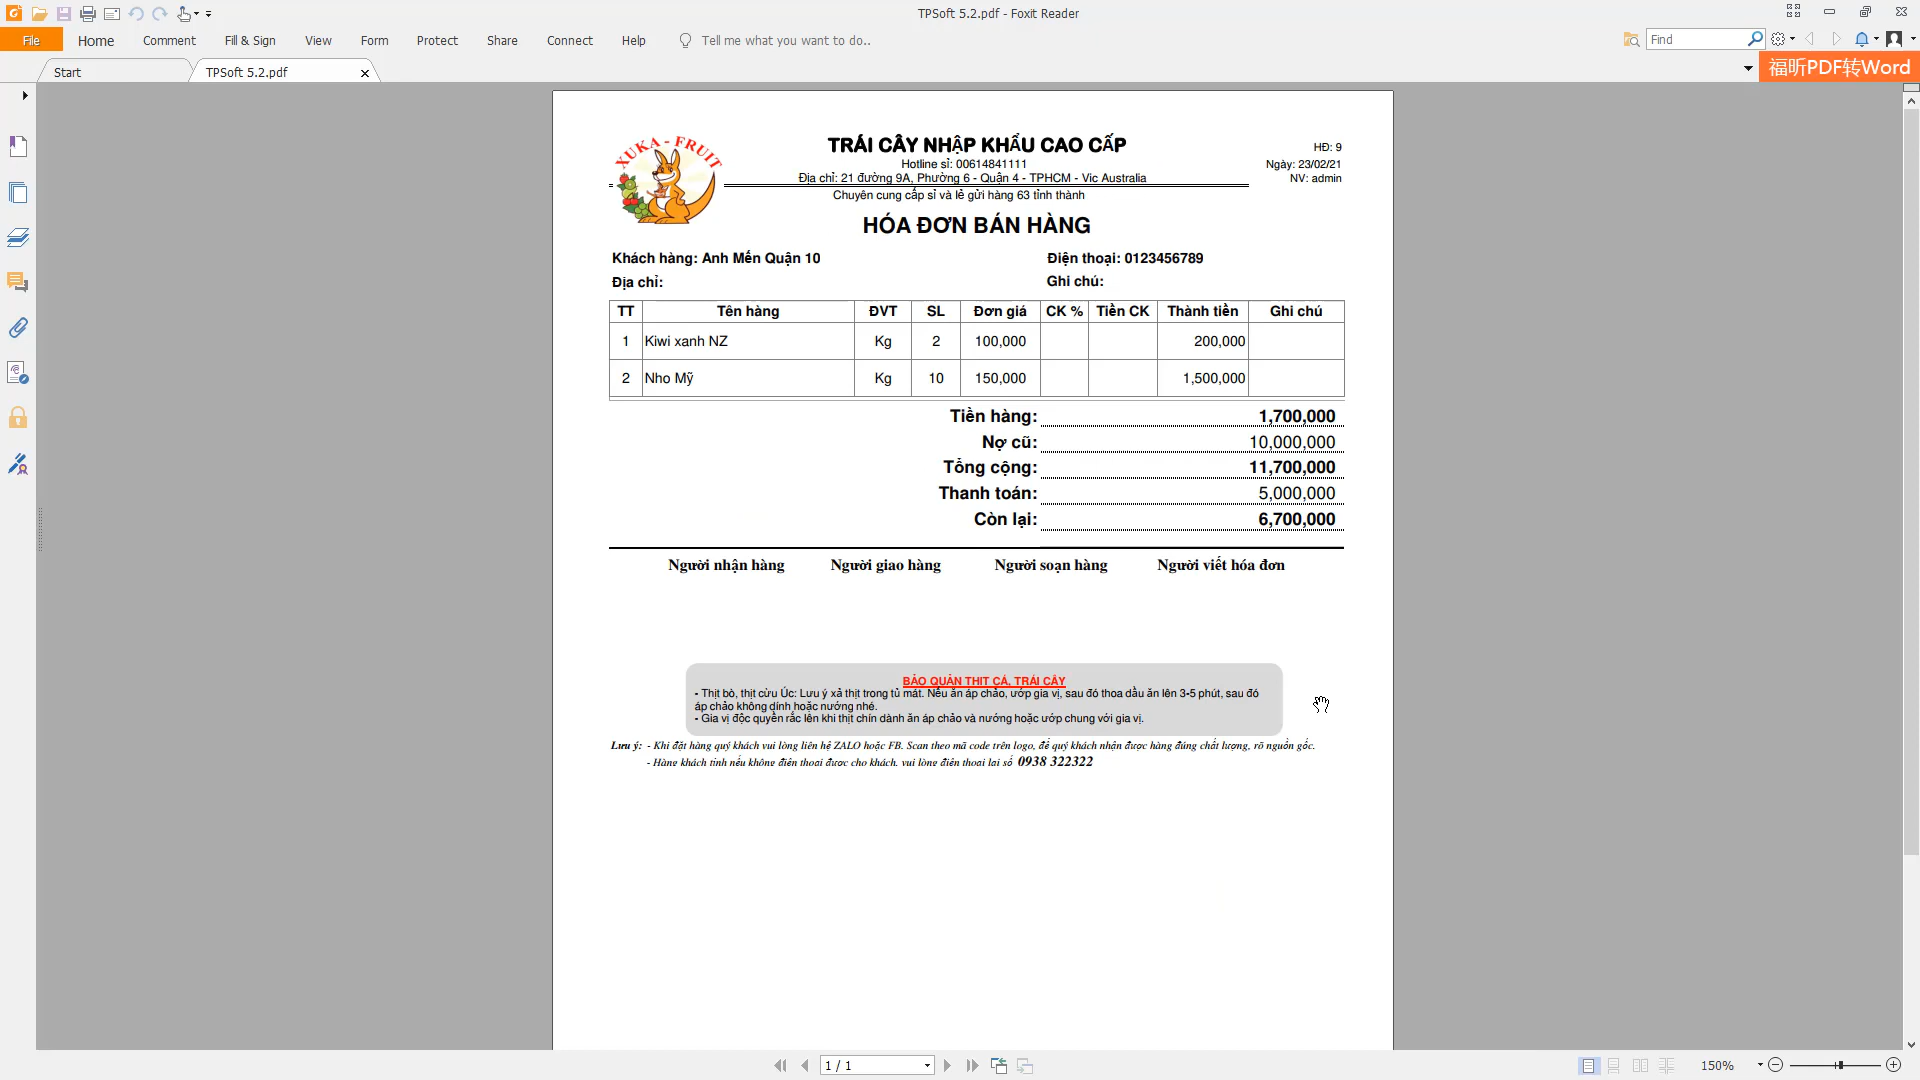 TPSoft 5.2.pdf - Foxit Reader
File Home Comment Fill & Sign View Form Protect Share Connect Help Tell me what you want to do.. Find
Start TPSoft 5.2.pdf 福昕PDF转Word
XUKA - FRUIT
TRÁI CÂY NHẬP KHẨU CAO CẤP
Hotline sỉ: 00614841111
Địa chỉ: 21 đường 9A, Phường 6 - Quận 4 - TPHCM - Vic Australia
Chuyên cung cấp sỉ và lẻ gửi hàng 63 tỉnh thành
HĐ: 9
Ngày: 23/02/21
NV: admin
HÓA ĐƠN BÁN HÀNG
Khách hàng: Anh Mến Quận 10 Điện thoại: 0123456789
Địa chỉ: Ghi chú:
TT Tên hàng ĐVT SL Đơn giá CK % Tiền CK Thành tiền Ghi chú
1 Kiwi xanh NZ Kg 2 100,000 200,000
2 Nho Mỹ Kg 10 150,000 1,500,000
Tiền hàng: 1,700,000
Nợ cũ: 10,000,000
Tổng cộng: 11,700,000
Thanh toán: 5,000,000
Còn lại: 6,700,000
Người nhận hàng Người giao hàng Người soạn hàng Người viết hóa đơn
BẢO QUẢN THỊT CÁ, TRÁI CÂY
- Thịt bò, thịt cừu Úc: Lưu ý xả thịt trong tủ mát. Nếu ăn áp chảo, ướp gia vị, sau đó thoa dầu ăn lên 3-5 phút, sau đó
áp chảo không dính hoặc nướng nhé.
- Gia vị độc quyền rắc lên khi thịt chín dành ăn áp chảo và nướng hoặc ướp chung với gia vị.
Lưu ý: - Khi đặt hàng quý khách vui lòng liên hệ ZALO hoặc FB. Scan theo mã code trên logo, để quý khách nhận được hàng đúng chất lượng, rõ nguồn gốc.
- Hàng khách tỉnh nếu không điện thoại được cho khách, vui lòng điện thoại lại số 0938 322322
1 / 1 150%